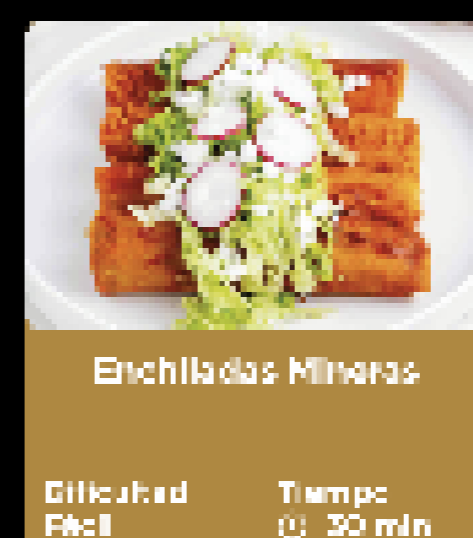 Enchiladas Mineras
Dificultad
Tiempo
Fácil
30 min